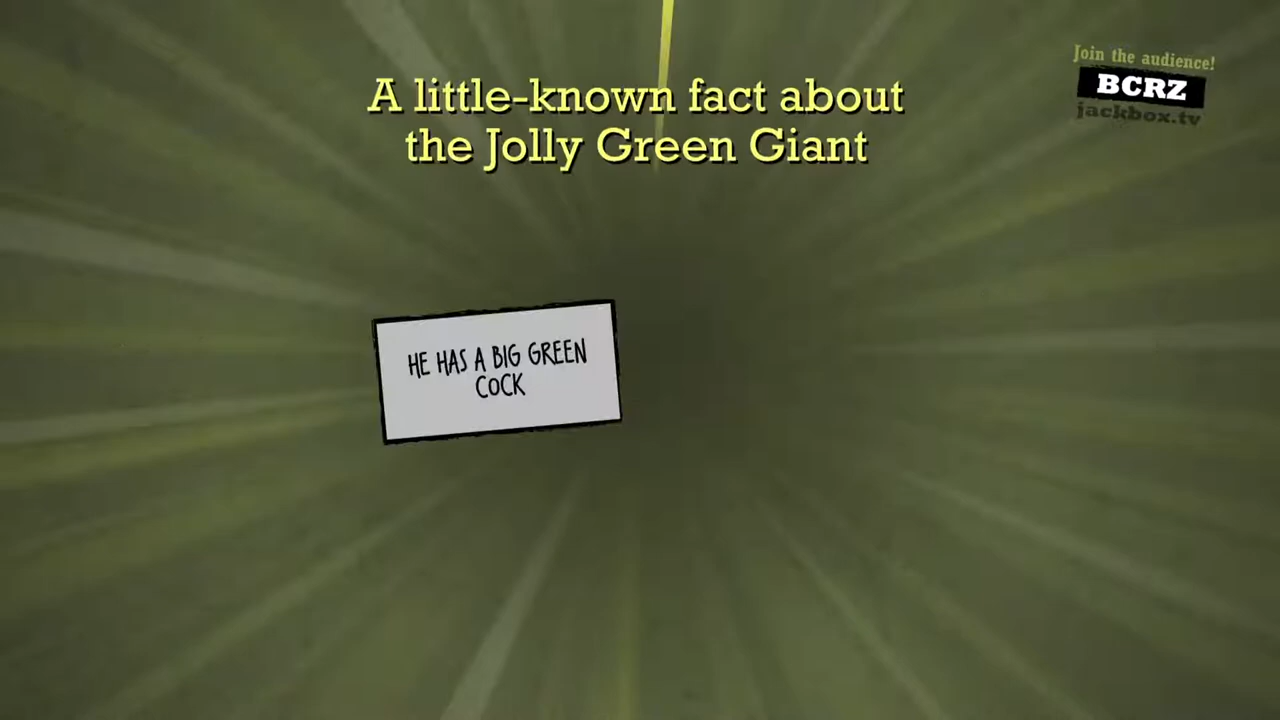 A little-known fact about
the Jolly Green Giant
Join the audience!
BCRZ
jackbox.tv
HE HAS A BIG GREEN
COCK